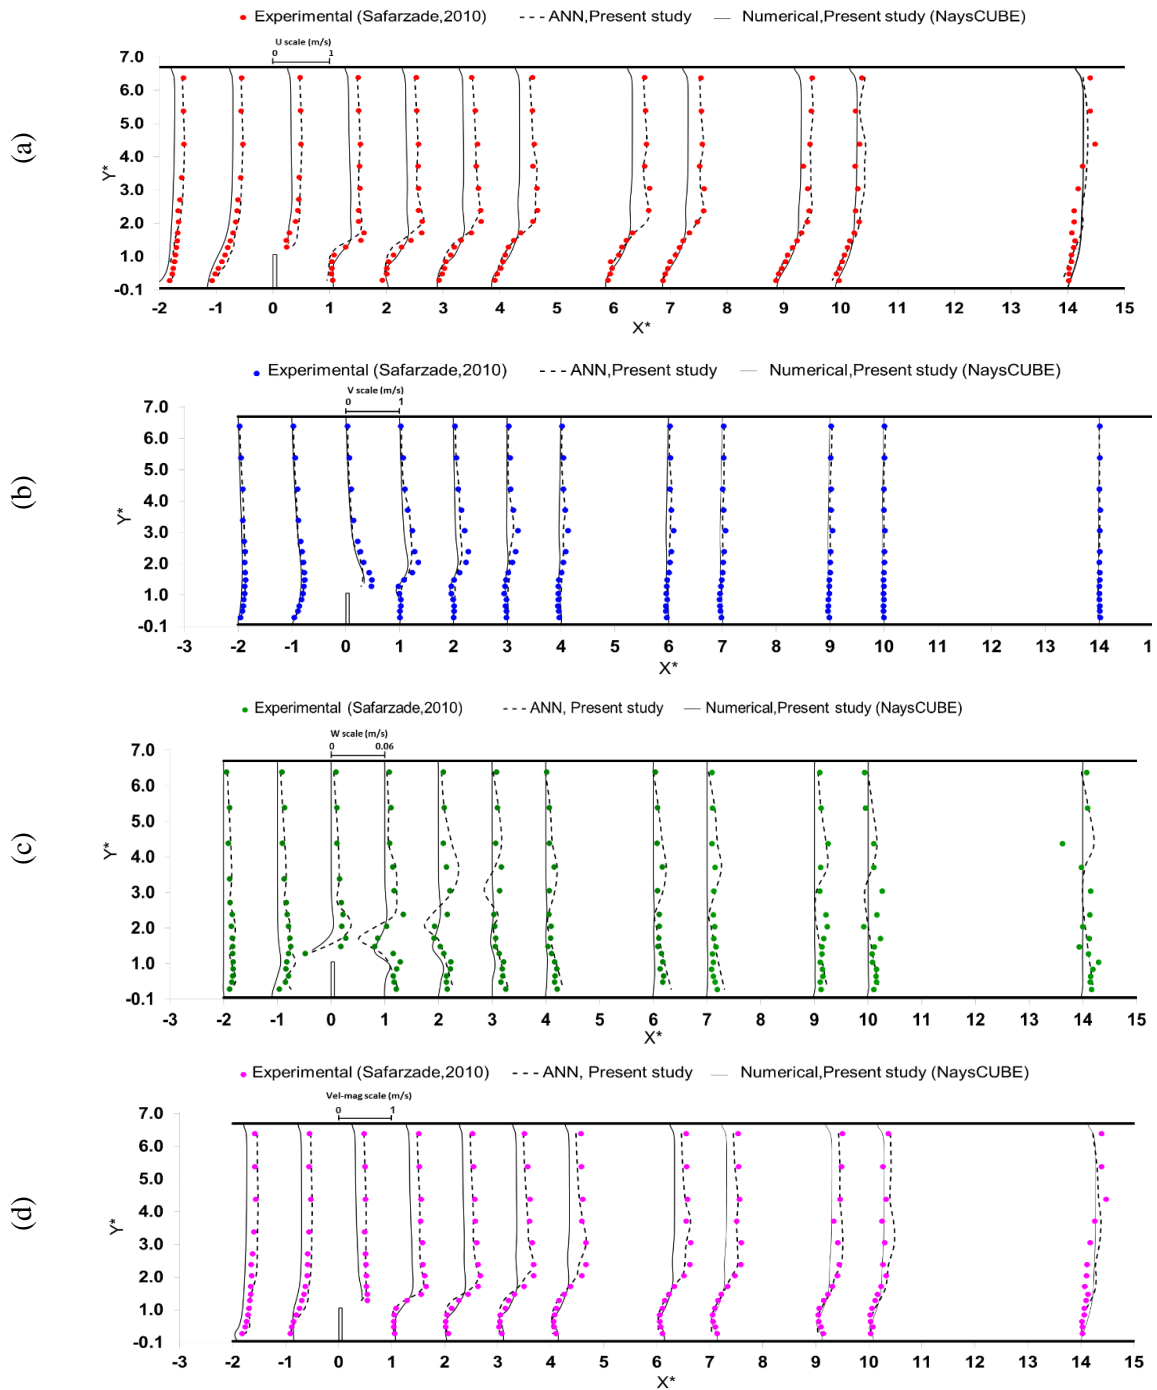 Experimental (Safarzade,2010) ANN,Present study Numerical,Present study (NaysCUBE)
U scale (m/s)
0 1
(a)
Y*
7.0
6.0
5.0
4.0
3.0
2.0
1.0
-0.1
-2 -1 0 1 2 3 4 5 6 7 8 9 10 11 12 13 14 15
X*
Experimental (Safarzade,2010) ANN,Present study Numerical,Present study (NaysCUBE)
V scale (m/s)
0 1
(b)
Y*
7.0
6.0
5.0
4.0
3.0
2.0
1.0
-0.1
-3 -2 -1 0 1 2 3 4 5 6 7 8 9 10 11 12 13 14
X*
Experimental (Safarzade,2010) ANN, Present study Numerical,Present study (NaysCUBE)
W scale (m/s)
0 0.06
(c)
Y*
7.0
6.0
5.0
4.0
3.0
2.0
1.0
-0.1
-3 -2 -1 0 1 2 3 4 5 6 7 8 9 10 11 12 13 14 15
X*
Experimental (Safarzade,2010) ANN, Present study Numerical,Present study (NaysCUBE)
Vel-mag scale (m/s)
0 1
(d)
Y*
7.0
6.0
5.0
4.0
3.0
2.0
1.0
-0.1
-3 -2 -1 0 1 2 3 4 5 6 7 8 9 10 11 12 13 14 15
X*